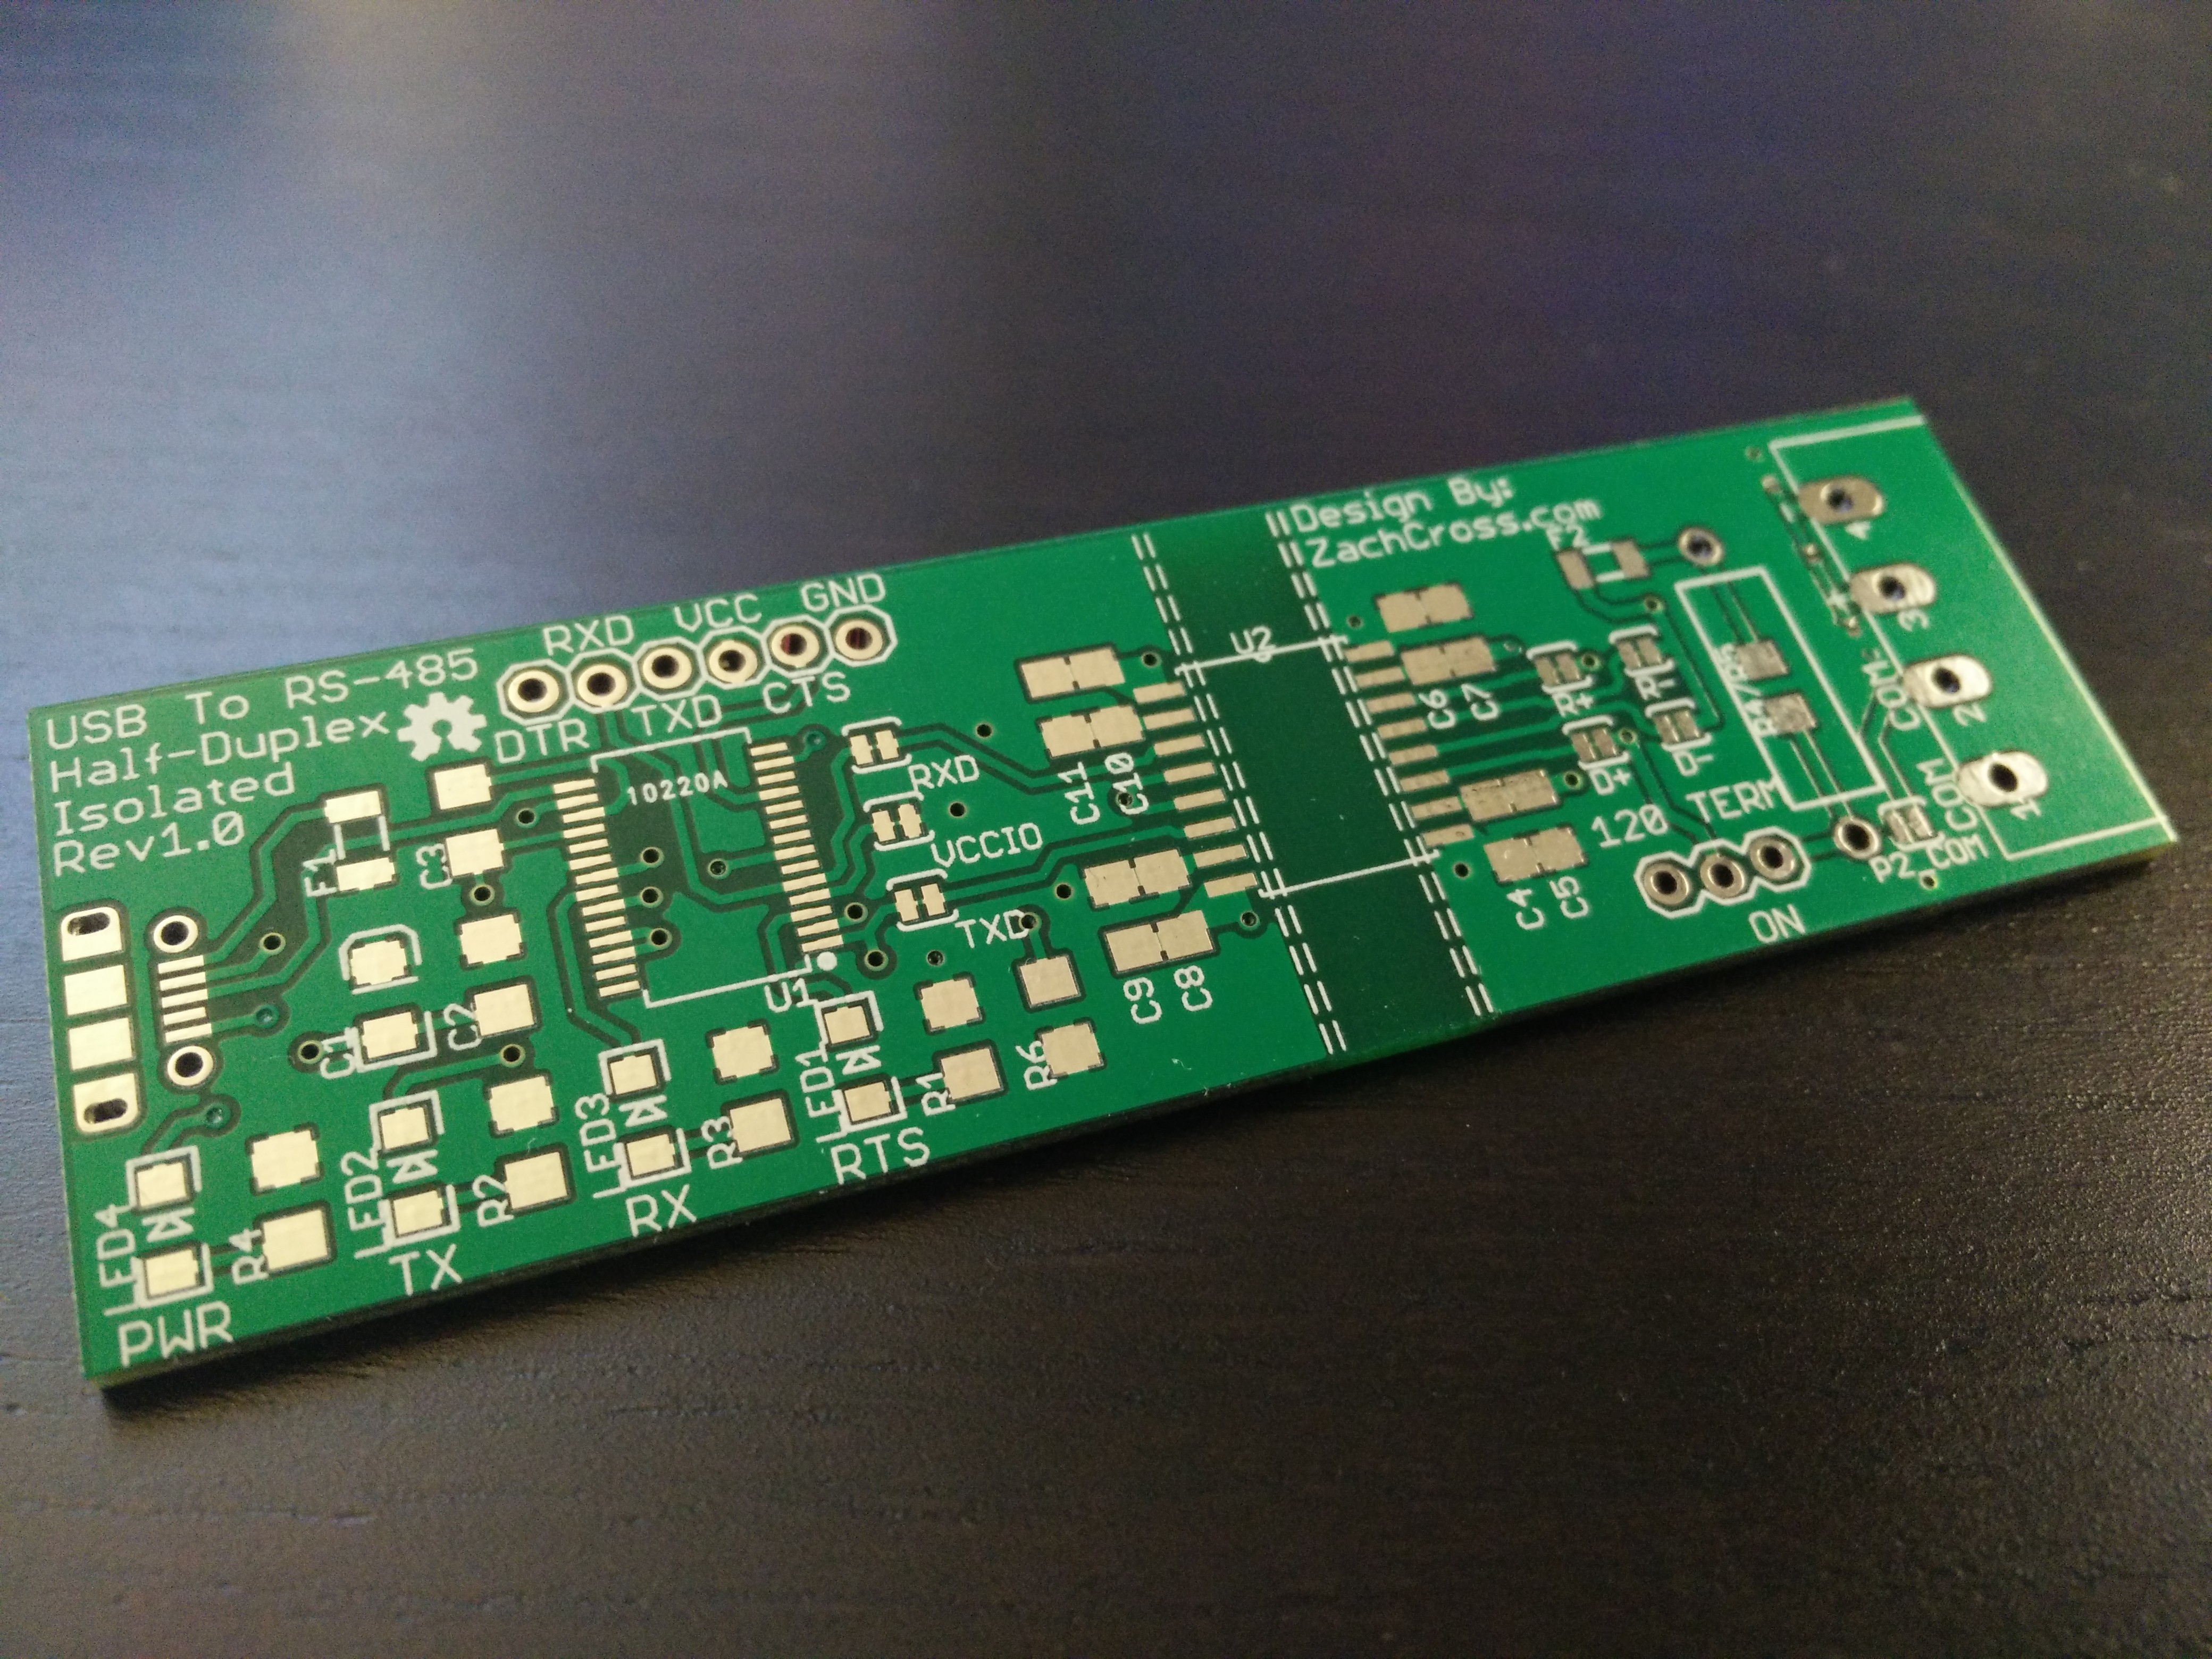 USB To RS-485
Half-Duplex
Isolated
Rev1.0
RXD VCC GND
DTR TXD CTS
10220A
F1
C3
C1
C2
U1
RXD
VCCIO
TXD
C11
C10
C9
C8
LED4
R4
PWR
LED2
R2
TX
LED3
R3
RX
LED1
R1
RTS
R6
U2
Design By:
ZachCross.com
F2
C6
C7
C4
C5
R+
D+
120 TERM
ON
COM
COM
P2_COM
4
3
2
1